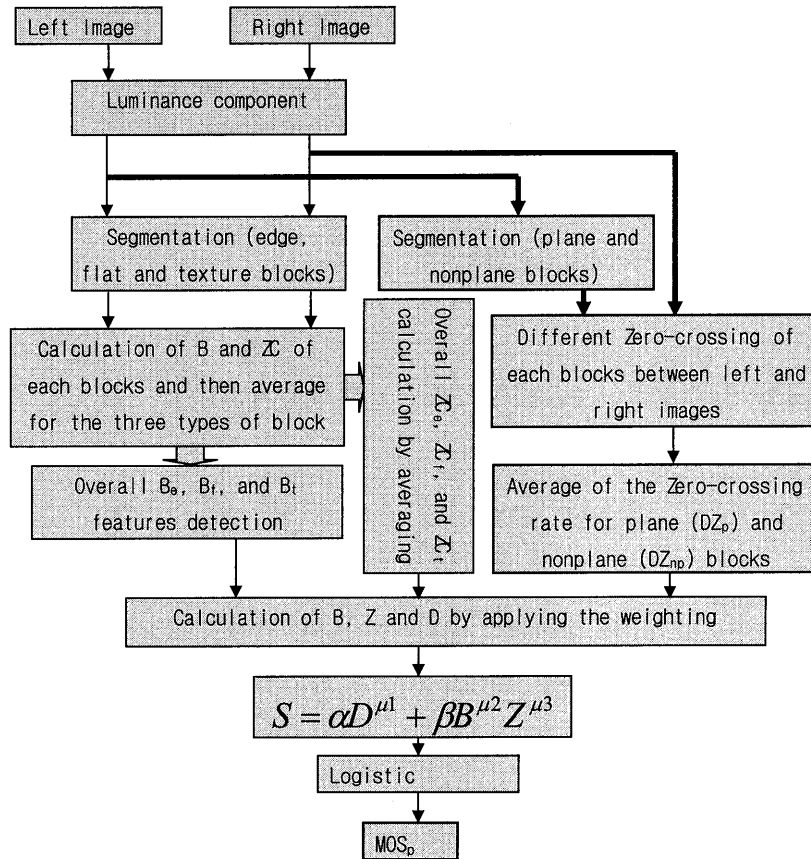 Left Image
Right Image
Luminance component
Segmentation (edge,
flat and texture blocks)
Segmentation (plane and
nonplane blocks)
Calculation of B and ZC of
each blocks and then average
for the three types of block
Overall ZCe, ZCf, and ZCt
calculation by averaging
Different Zero-crossing of
each blocks between left and
right images
Overall Be, Bf, and Bt
features detection
Average of the Zero-crossing
rate for plane (DZp) and
nonplane (DZnp) blocks
Calculation of B, Z and D by applying the weighting
S = αD^μ1 + βB^μ2 Z^μ3
Logistic
MOSp